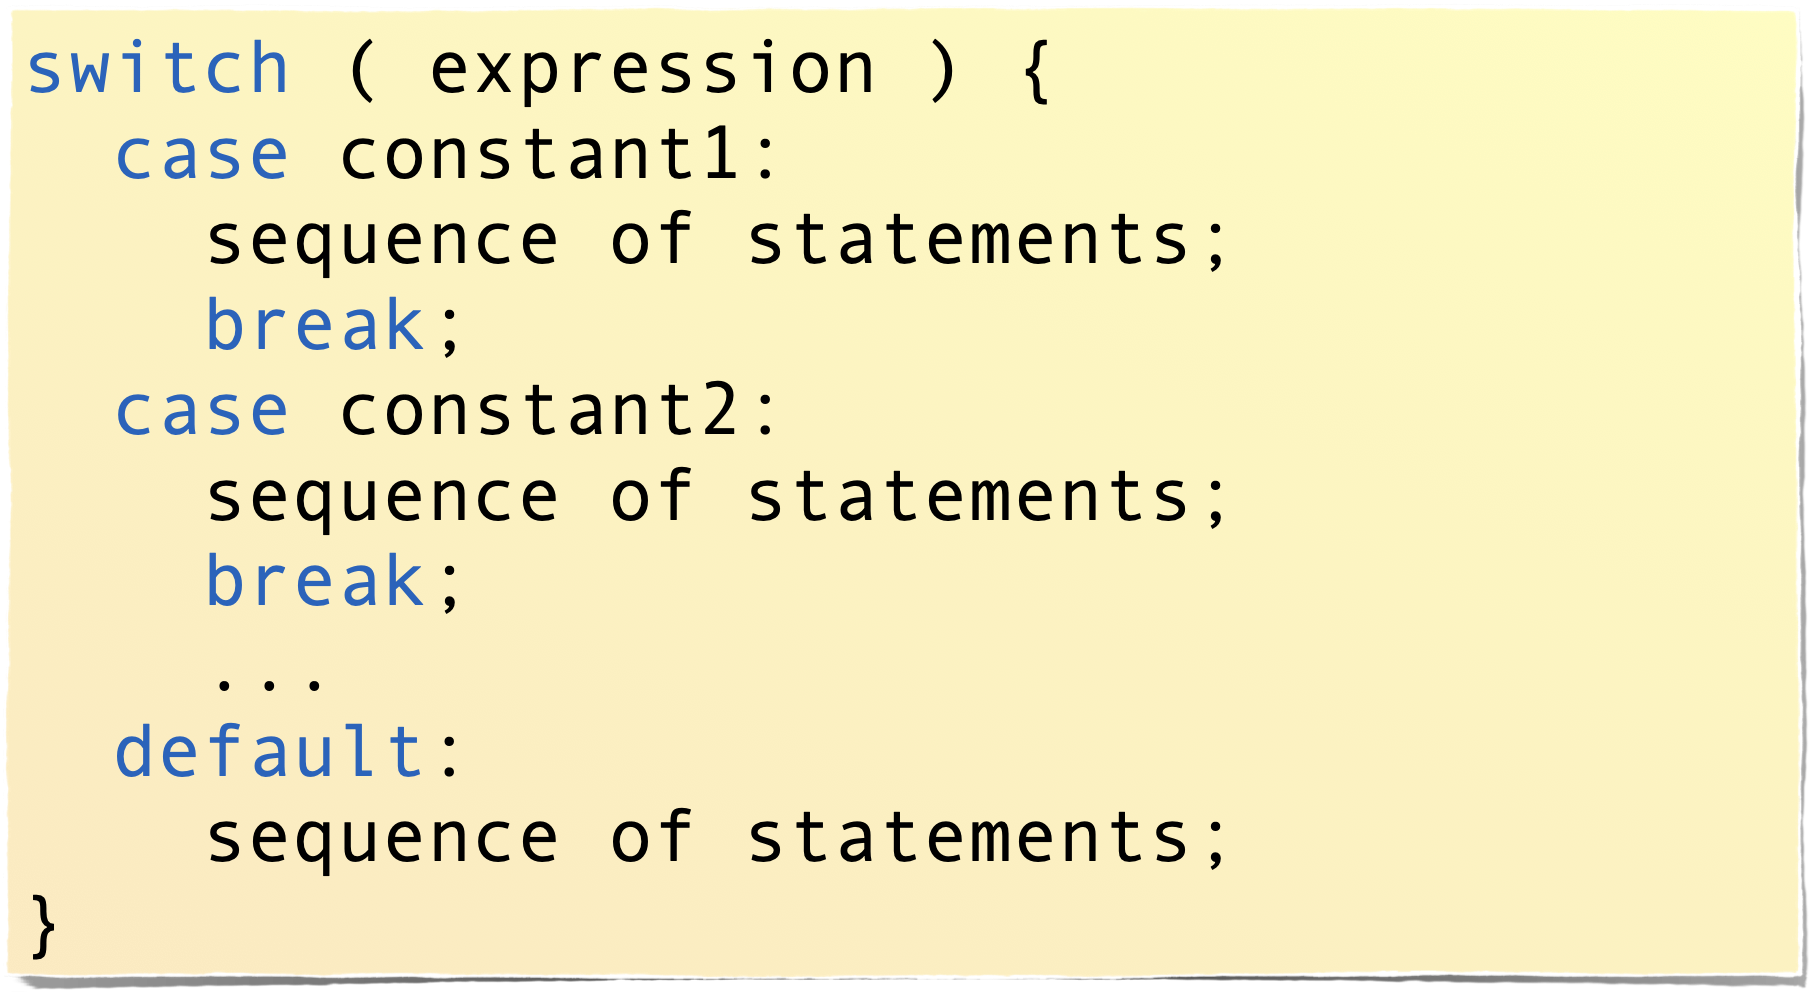 switch ( expression ) {
  case constant1:
    sequence of statements;
    break;
  case constant2:
    sequence of statements;
    break;
    ...
  default:
    sequence of statements;
}